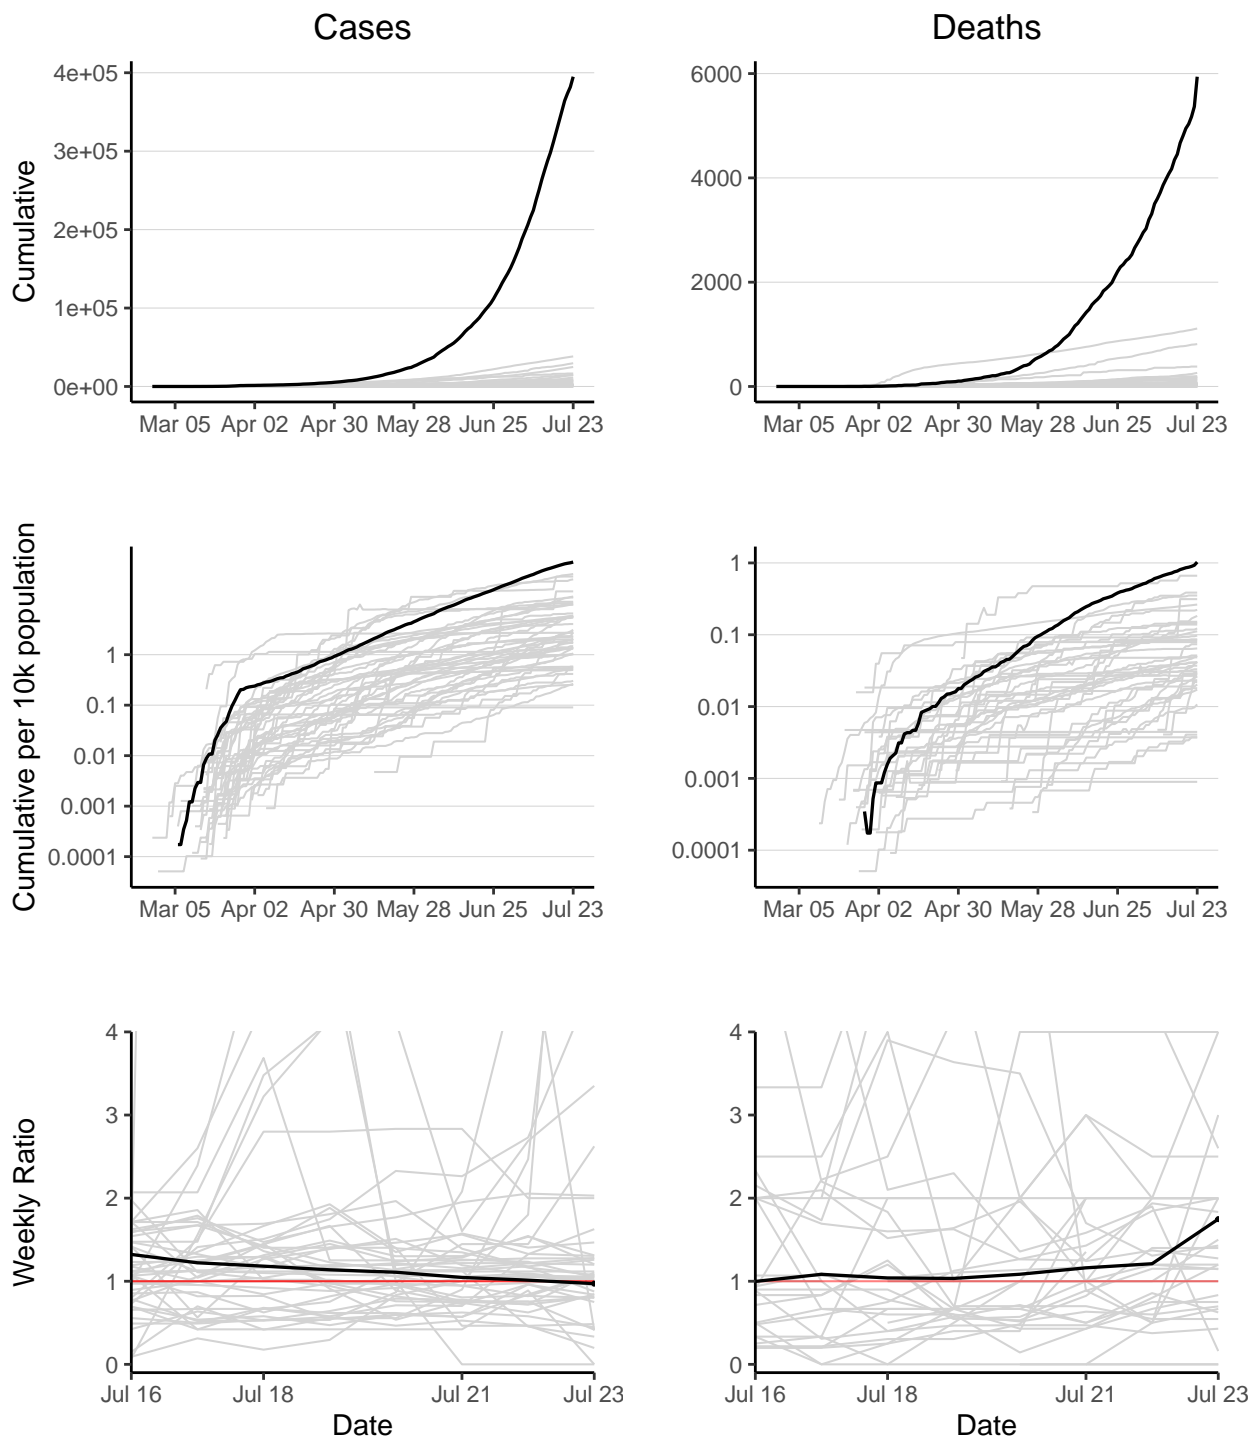 Cases
Deaths
Cumulative
4e+05
3e+05
2e+05
1e+05
0e+00
Mar 05 Apr 02 Apr 30 May 28 Jun 25 Jul 23
6000
4000
2000
0
Mar 05 Apr 02 Apr 30 May 28 Jun 25 Jul 23
Cumulative per 10k population
1
0.1
0.01
0.001
0.0001
Mar 05 Apr 02 Apr 30 May 28 Jun 25 Jul 23
1
0.1
0.01
0.001
0.0001
Mar 05 Apr 02 Apr 30 May 28 Jun 25 Jul 23
Weekly Ratio
4
3
2
1
0
Jul 16 Jul 18 Jul 21 Jul 23
Date
4
3
2
1
0
Jul 16 Jul 18 Jul 21 Jul 23
Date